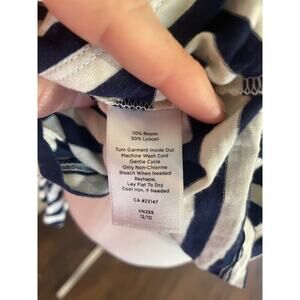 70% Rayon
30% Lyocell
Turn Garment Inside Out
Machine Wash Cold
Gentle Cycle
Only Non-Chlorine
Bleach When Needed
Reshape,
Lay Flat To Dry
Cool Iron, If Needed
CA #23147
VN259
12/10